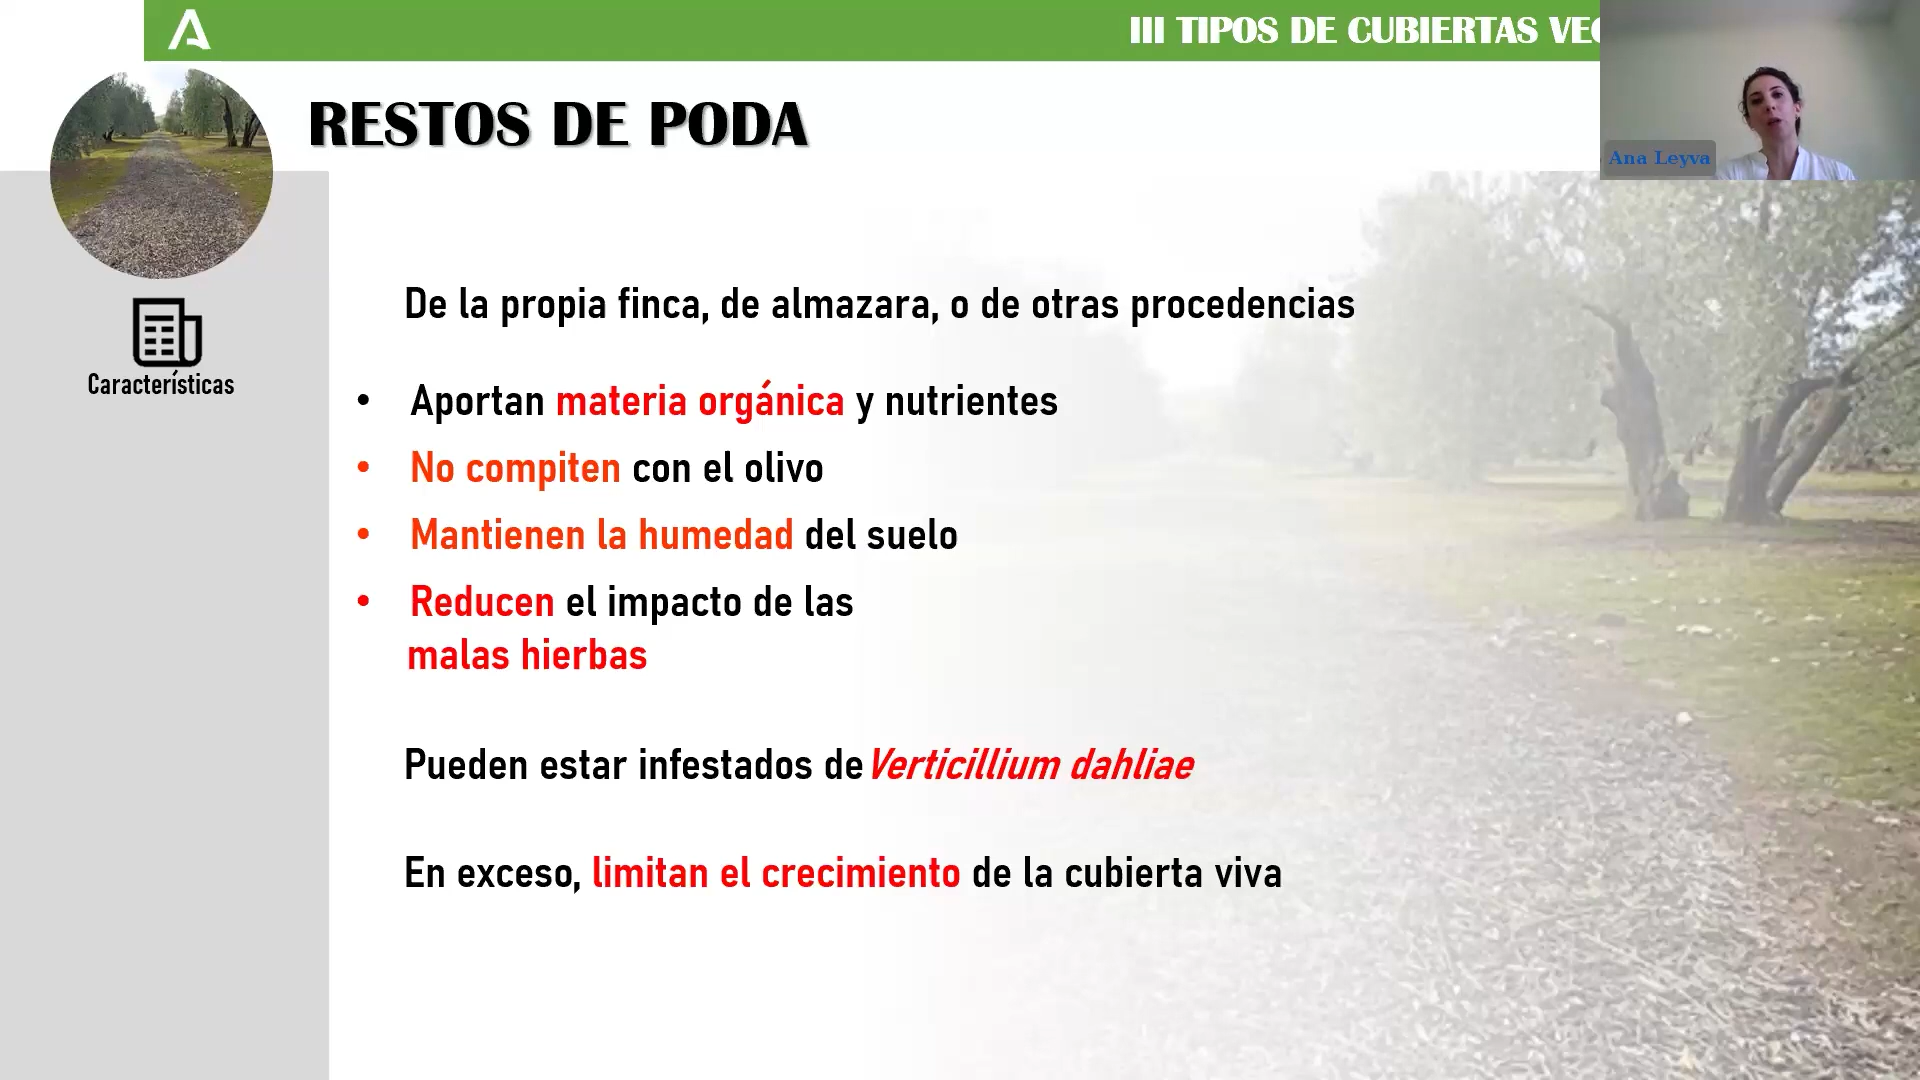 III TIPOS DE CUBIERTAS
Ana Leyva
RESTOS DE PODA
Características
De la propia finca, de almazara, o de otras procedencias
• Aportan materia orgánica y nutrientes
• No compiten con el olivo
• Mantienen la humedad del suelo
• Reducen el impacto de las
malas hierbas
Pueden estar infestados de Verticillium dahliae
En exceso, limitan el crecimiento de la cubierta viva